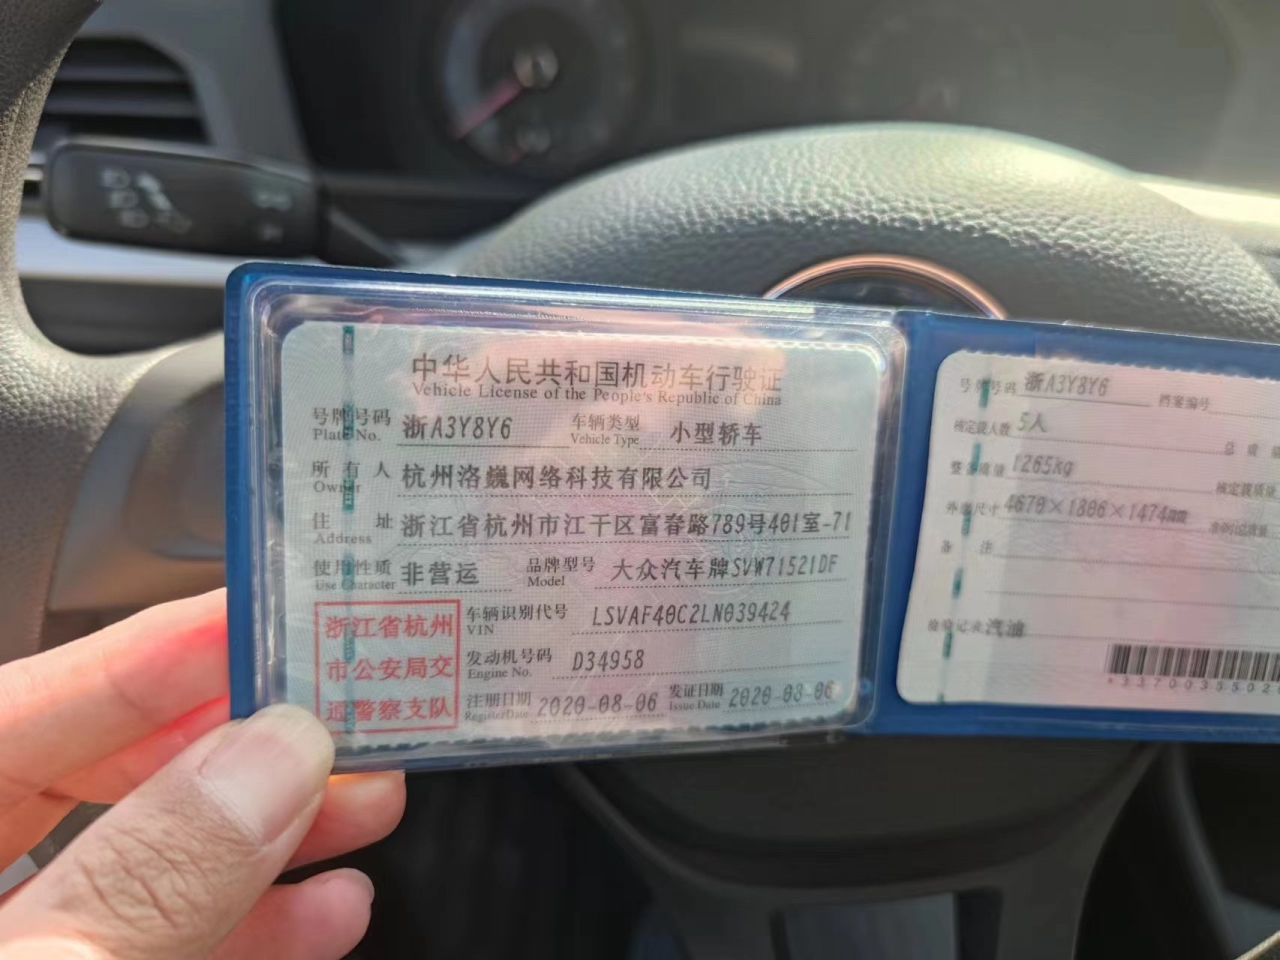 中华人民共和国机动车行驶证
Vehicle License of the People's Republic of China
号牌号码 浙A3Y8Y6 车辆类型 小型轿车
Plate No. Vehicle Type
所有人 杭州洛巍网络科技有限公司
Owner
住址 浙江省杭州市江干区富春路789号401室-71
Address
使用性质 非营运 品牌型号 大众汽车牌SVW71521DF
Use Character Model
浙江省杭州市公安局交通警察支队
车辆识别代号 LSVAF40C2LN039424
VIN
发动机号码 D34958
Engine No.
注册日期 2020-08-06 发证日期 2020-08-06
Register Date Issue Date
号牌号码 浙A3Y8Y6 档案编号
核定载人数 5人 总质量
整备质量 1265kg 核定载质量
外廓尺寸 4670×1806×1474mm
备注
检验记录 汽油